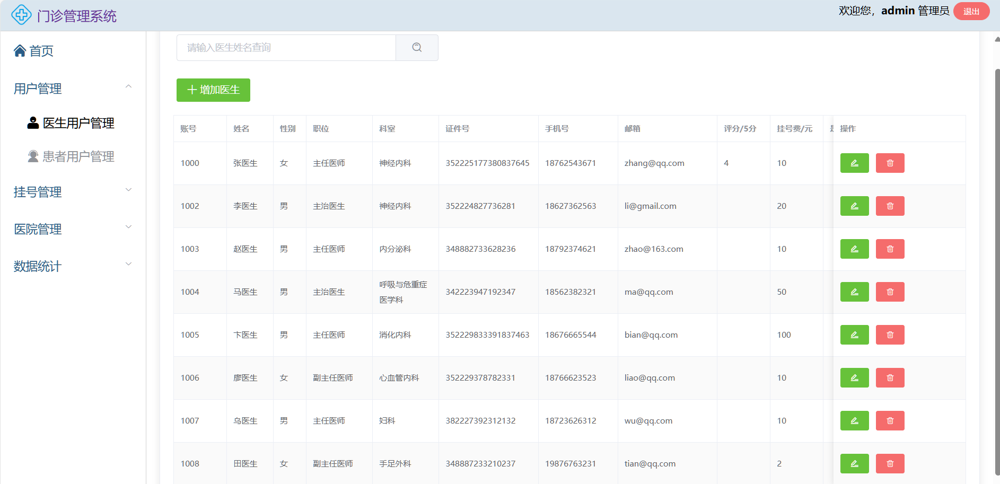 门诊管理系统
欢迎您，admin 管理员 退出
首页
用户管理
医生用户管理
患者用户管理
挂号管理
医院管理
数据统计
请输入医生姓名查询
增加医生
账号 姓名 性别 职位 科室 证件号 手机号 邮箱 评分/5分 挂号费/元 操作
1000 张医生 女 主任医师 神经内科 352225177380837645 18762543671 zhang@qq.com 4 10
1002 李医生 男 主治医生 神经内科 352224827736281 18627362563 li@gmail.com 20
1003 赵医生 男 主任医师 内分泌科 348882733628236 18792374621 zhao@163.com 10
1004 马医生 男 主治医生 呼吸与危重症 342223947192347 18562382321 ma@qq.com 50
医学科
1005 卞医生 男 主任医师 消化内科 352229833391837463 18676665544 bian@qq.com 100
1006 廖医生 女 副主任医师 心血管内科 352229378782331 18766623523 liao@qq.com 10
1007 乌医生 男 主任医师 妇科 382227392312132 18723626312 wu@qq.com 10
1008 田医生 女 副主任医师 手足外科 348887233210237 19876763231 tian@qq.com 2